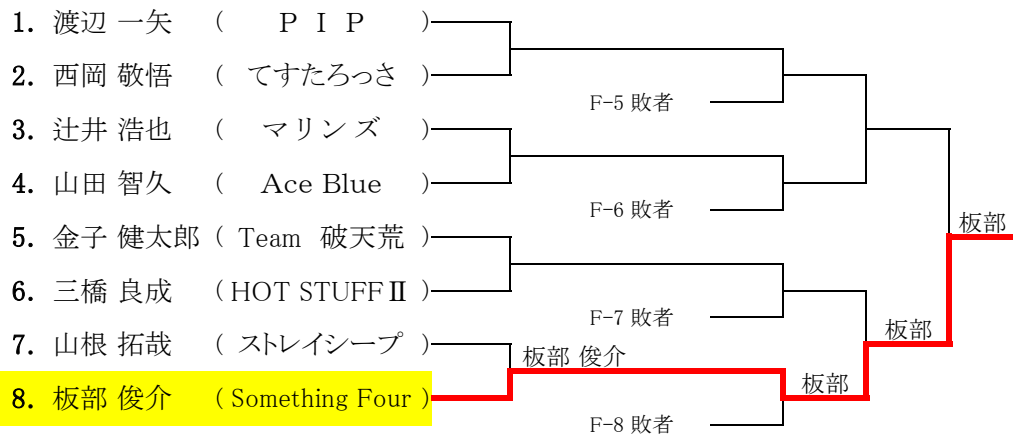 1. 渡辺 一矢 ( P I P )
2. 西岡 敬悟 ( てすたろっさ )
F-5 敗者
3. 辻井 浩也 ( マリンズ )
4. 山田 智久 ( Ace Blue )
F-6 敗者
5. 金子 健太郎 ( Team 破天荒 )
板部
6. 三橋 良成 ( HOT STUFFⅡ )
F-7 敗者
板部
7. 山根 拓哉 ( ストレイシープ )
板部 俊介
板部
8. 板部 俊介 ( Something Four )
F-8 敗者